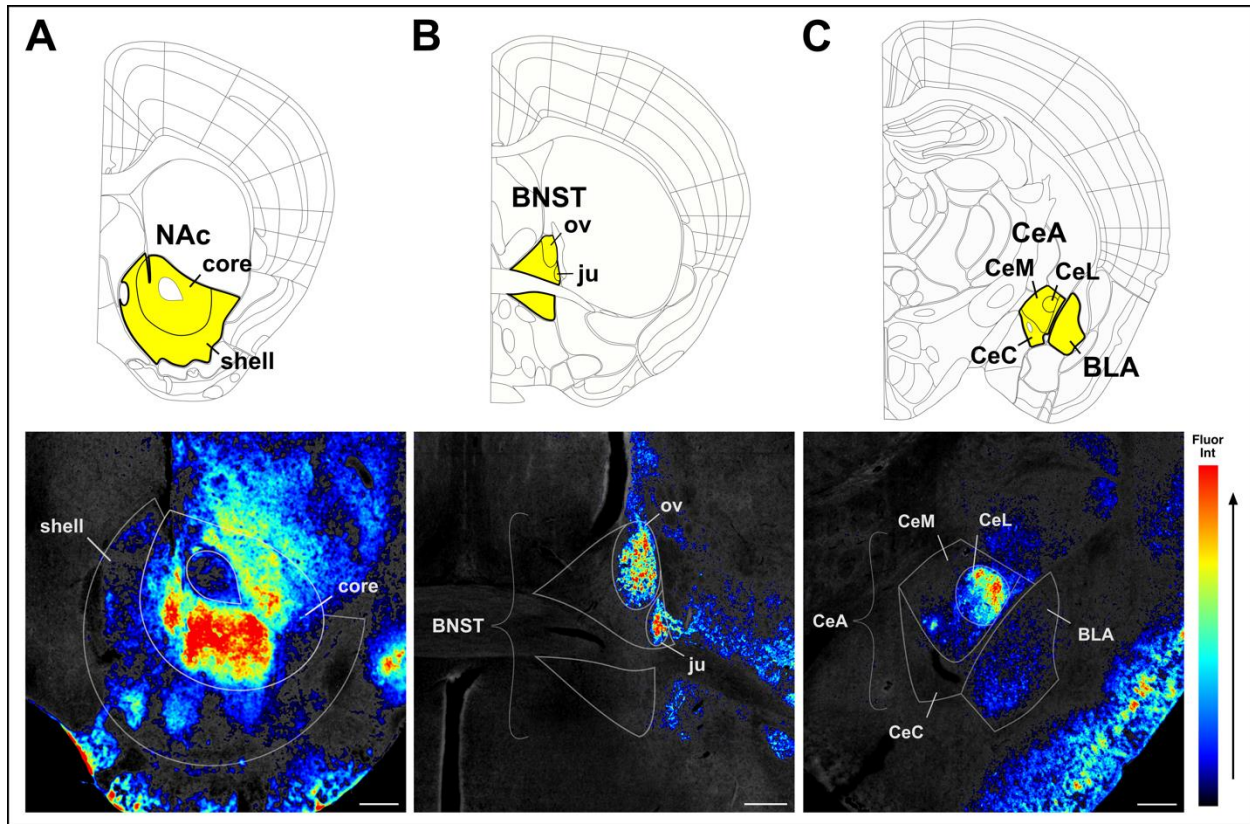 A
B
C
NAc
core
shell
BNST
ov
ju
CeA
CeM
CeL
CeC
BLA
shell
core
ov
BNST
ju
CeM
CeL
CeA
BLA
CeC
Fluor
Int